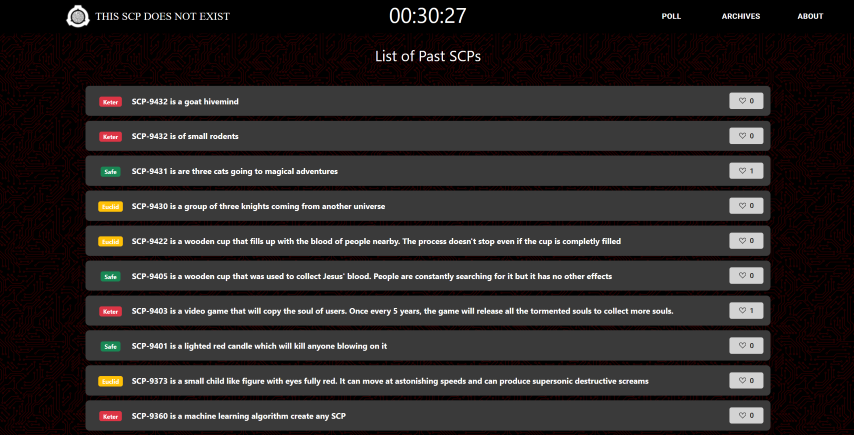 THIS SCP DOES NOT EXIST
00:30:27
POLL ARCHIVES ABOUT
List of Past SCPs
Keter SCP-9432 is a goat hivemind ♡ 0
Keter SCP-9432 is of small rodents ♡ 0
Safe SCP-9431 is are three cats going to magical adventures ♡ 1
Euclid SCP-9430 is a group of three knights coming from another universe ♡ 0
Euclid SCP-9422 is a wooden cup that fills up with the blood of people nearby. The process doesn't stop even if the cup is completly filled ♡ 0
Safe SCP-9405 is a wooden cup that was used to collect Jesus' blood. People are constantly searching for it but it has no other effects ♡ 0
Keter SCP-9403 is a video game that will copy the soul of users. Once every 5 years, the game will release all the tormented souls to collect more souls. ♡ 1
Safe SCP-9401 is a lighted red candle which will kill anyone blowing on it ♡ 0
Euclid SCP-9373 is a small child like figure with eyes fully red. It can move at astonishing speeds and can produce supersonic destructive screams ♡ 0
Keter SCP-9360 is a machine learning algorithm create any SCP ♡ 0